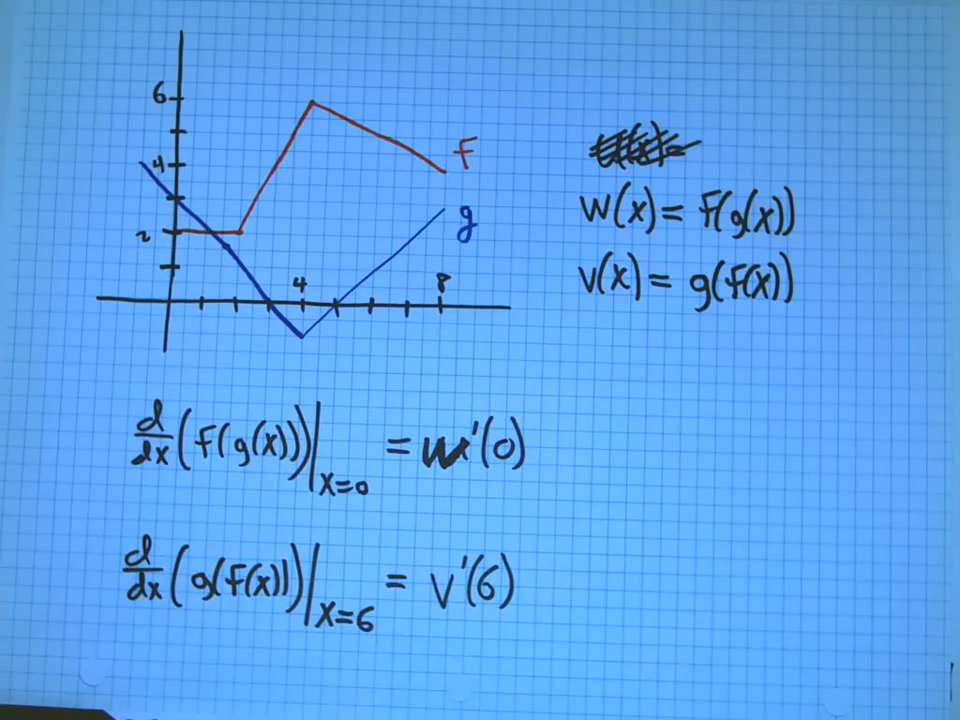 6
4
f
w(x) = f(g(x))
2
g
4
8
v(x) = g(f(x))
d/dx (f(g(x)))|x=0 = w'(0)
d/dx (g(f(x)))|x=6 = v'(6)